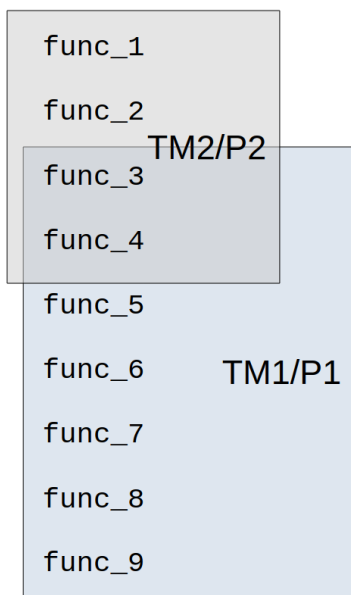 func_1
func_2
TM2/P2
func_3
func_4
func_5
func_6
TM1/P1
func_7
func_8
func_9